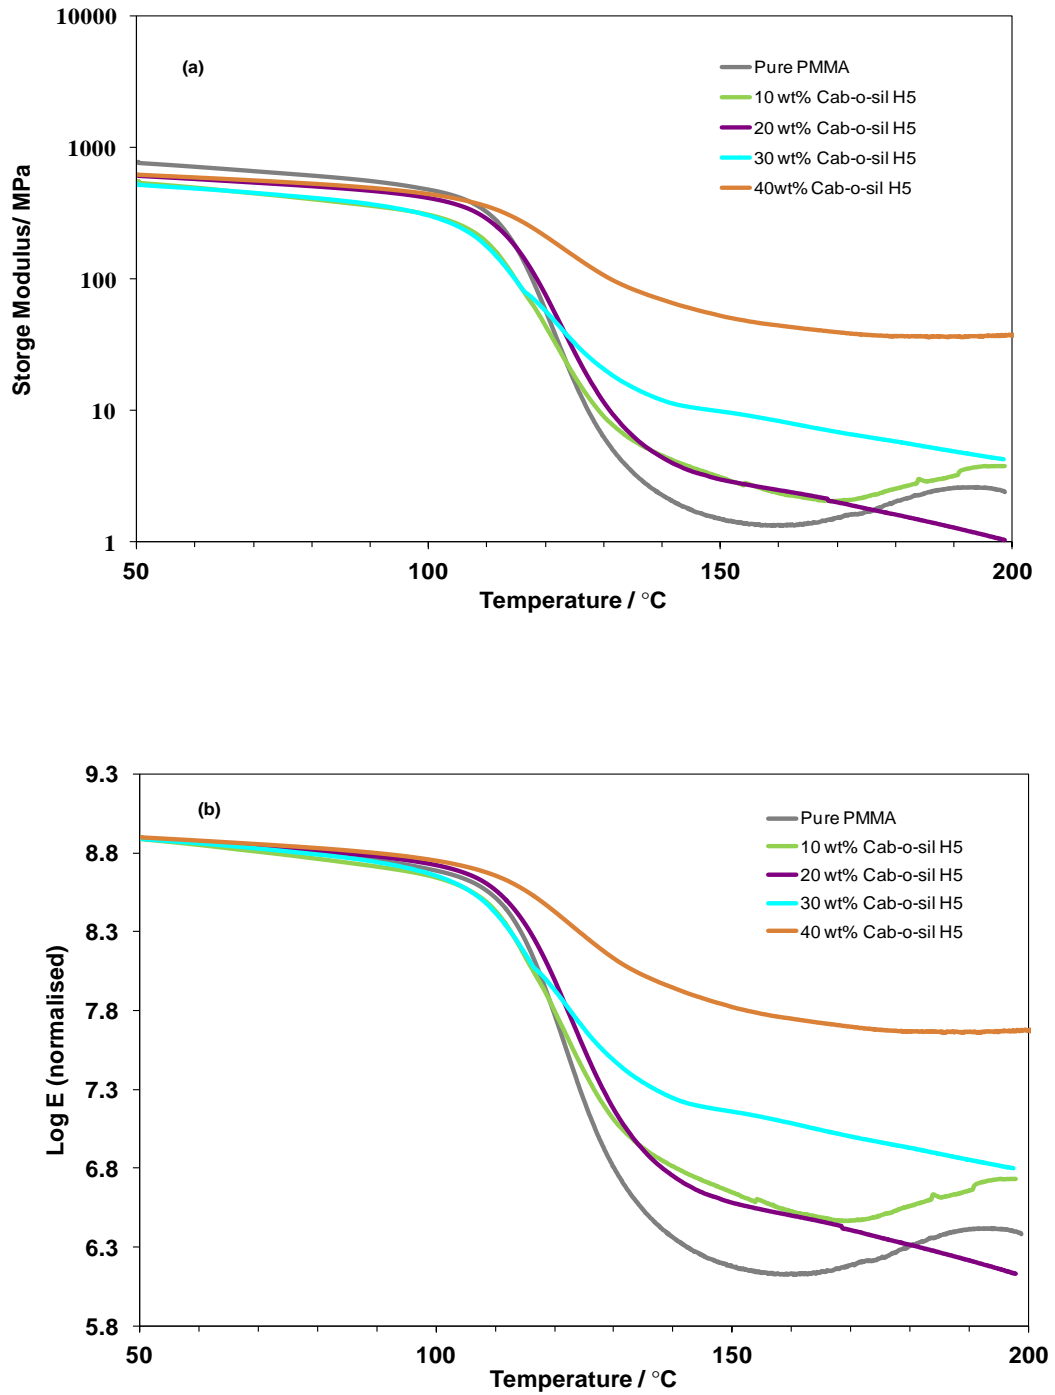 10000
(a)
Pure PMMA
10 wt% Cab-o-sil H5
1000
20 wt% Cab-o-sil H5
30 wt% Cab-o-sil H5
40wt% Cab-o-sil H5
Storge Modulus/ MPa
100
10
1
50
100
150
200
Temperature / °C
9.3
(b)
Pure PMMA
10 wt% Cab-o-sil H5
8.8
20 wt% Cab-o-sil H5
30 wt% Cab-o-sil H5
8.3
40 wt% Cab-o-sil H5
Log E (normalised)
7.8
7.3
6.8
6.3
5.8
50
100
150
200
Temperature / °C